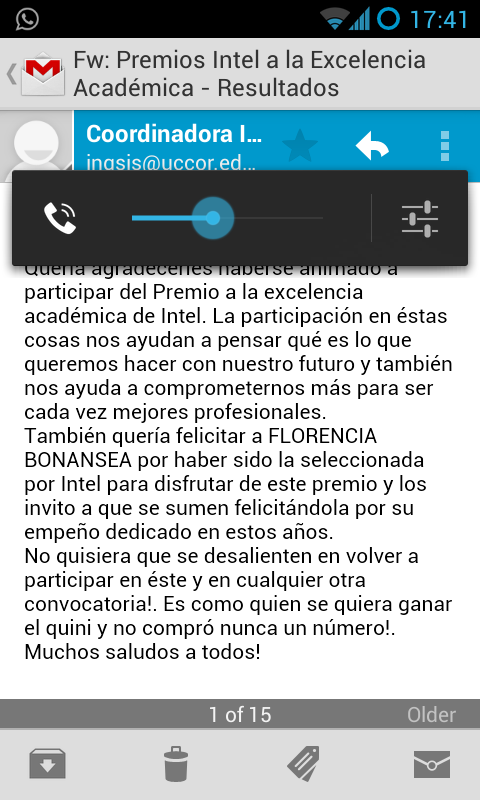 17:41
Fw: Premios Intel a la Excelencia
Académica - Resultados
Coordinadora I...
ingsis@uccor.ed...
Quería agradecerles haberse animado a
participar del Premio a la excelencia
académica de Intel. La participación en éstas
cosas nos ayudan a pensar qué es lo que
queremos hacer con nuestro futuro y también
nos ayuda a comprometernos más para ser
cada vez mejores profesionales.
También quería felicitar a FLORENCIA
BONANSEA por haber sido la seleccionada
por Intel para disfrutar de este premio y los
invito a que se sumen felicitándola por su
empeño dedicado en estos años.
No quisiera que se desalienten en volver a
participar en éste y en cualquier otra
convocatoria!. Es como quien se quiera ganar
el quini y no compró nunca un número!.
Muchos saludos a todos!
1 of 15
Older